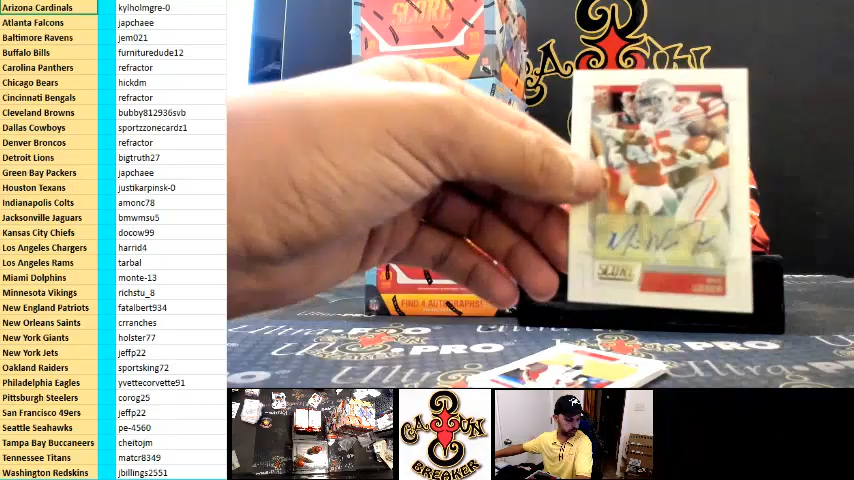 Arizona Cardinals kylholmgre-0
Atlanta Falcons japchaee
Baltimore Ravens jem021
Buffalo Bills furnituredude12
Carolina Panthers refractor
Chicago Bears hickdm
Cincinnati Bengals refractor
Cleveland Browns bubby812936svb
Dallas Cowboys sportzzonecardz1
Denver Broncos refractor
Detroit Lions bigtruth27
Green Bay Packers japchaee
Houston Texans justkarpinsk-0
Indianapolis Colts amonc78
Jacksonville Jaguars bmwmsu5
Kansas City Chiefs docow99
Los Angeles Chargers harrid4
Los Angeles Rams tarbal
Miami Dolphins monte-13
Minnesota Vikings richstu_8
New England Patriots fatalbert934
New Orleans Saints crranches
New York Giants holster77
New York Jets jeffp22
Oakland Raiders sportsking72
Philadelphia Eagles yvettecorvette91
Pittsburgh Steelers corog25
San Francisco 49ers jeffp22
Seattle Seahawks pe-4560
Tampa Bay Buccaneers cheitojm
Tennessee Titans matcr8349
Washington Redskins jbillings2551
SCORE
SCORE
FIND 4 AUTOGRAPHS!
Ultra PRO
CAJUN
BREAKER